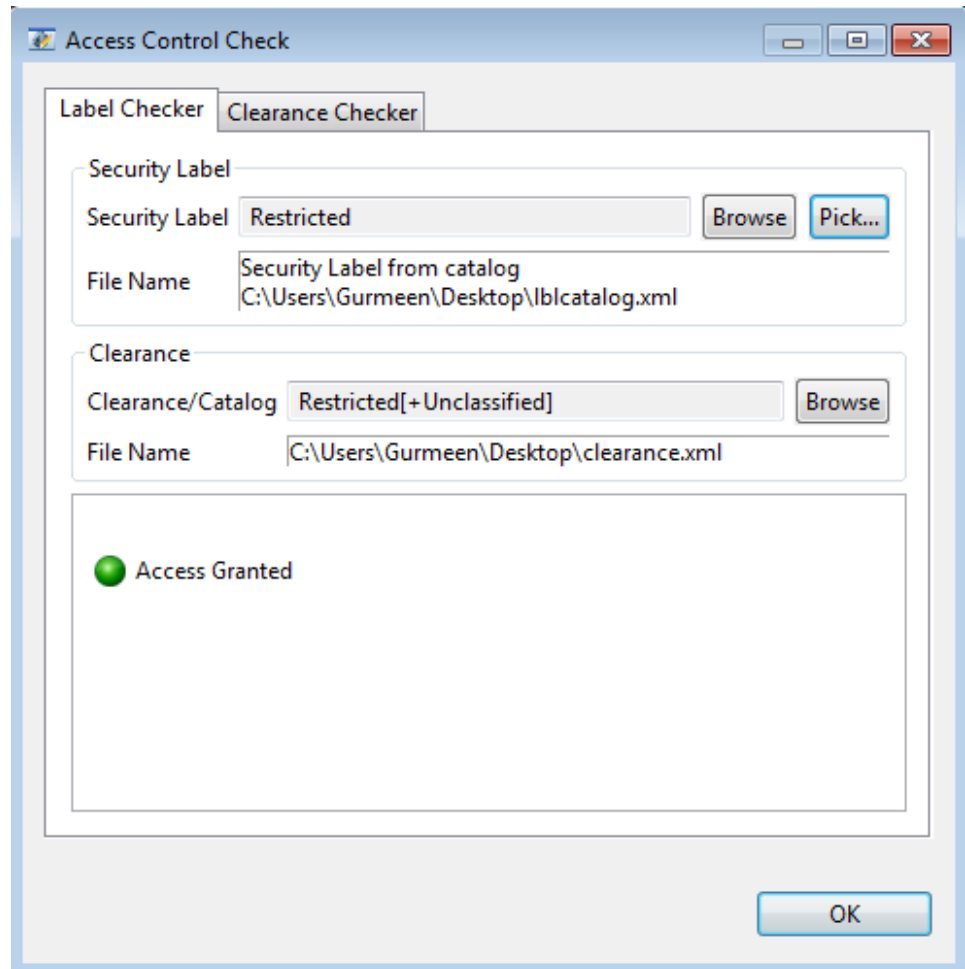 Access Control Check
Label Checker Clearance Checker
Security Label
Security Label Restricted Browse Pick...
File Name Security Label from catalog
C:\Users\Gurmeen\Desktop\lblcatalog.xml
Clearance
Clearance/Catalog Restricted[+Unclassified] Browse
File Name C:\Users\Gurmeen\Desktop\clearance.xml
Access Granted
OK